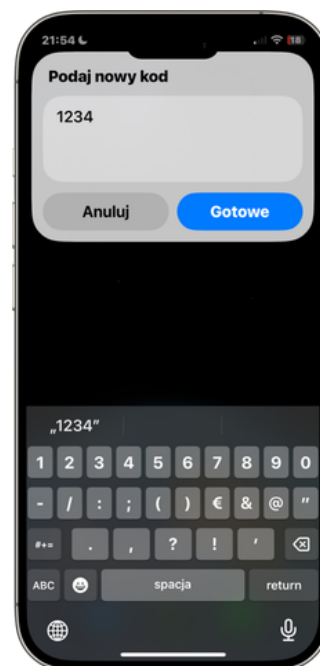 21:54
18
Podaj nowy kod
1234
Anuluj
Gotowe
„1234”
1 2 3 4 5 6 7 8 9 0
- / : ; ( ) € & @ "
#+= . , ? ! '
ABC spacja return